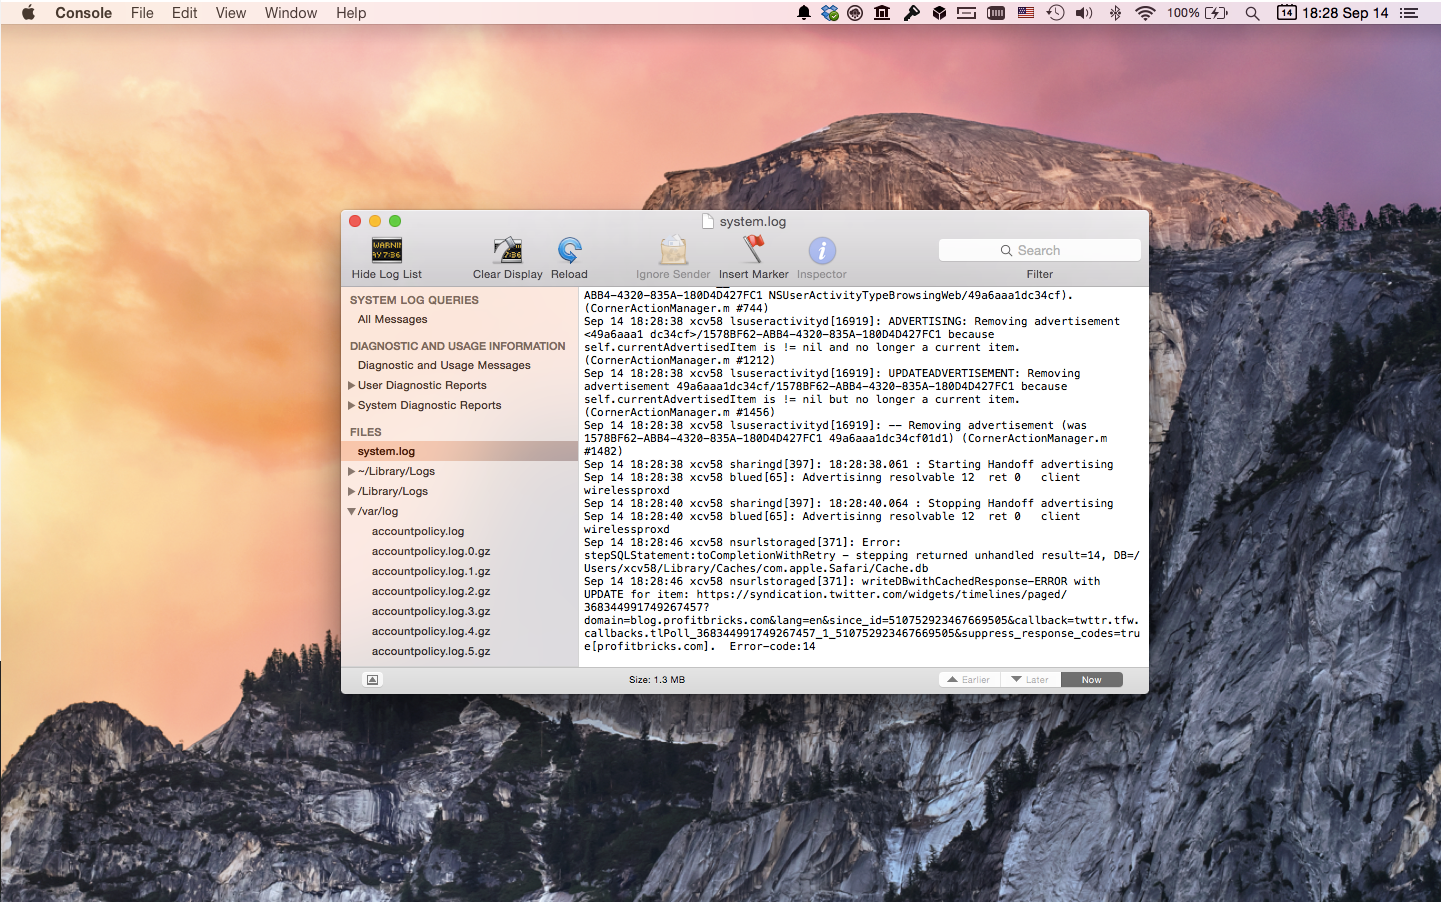 Console File Edit View Window Help 100% 14 18:28 Sep 14
system.log
Hide Log List Clear Display Reload Ignore Sender Insert Marker Inspector Search Filter
SYSTEM LOG QUERIES
All Messages
DIAGNOSTIC AND USAGE INFORMATION
Diagnostic and Usage Messages
User Diagnostic Reports
System Diagnostic Reports
FILES
system.log
~/Library/Logs
/Library/Logs
/var/log
accountpolicy.log
accountpolicy.log.0.gz
accountpolicy.log.1.gz
accountpolicy.log.2.gz
accountpolicy.log.3.gz
accountpolicy.log.4.gz
accountpolicy.log.5.gz
ABB4-4320-835A-180D4D427FC1 NSUserActivityTypeBrowsingWeb/49a6aaa1dc34cf).
(CornerActionManager.m #744)
Sep 14 18:28:38 xcv58 lsuseractivityd[16919]: ADVERTISING: Removing advertisement
<49a6aaa1 dc34cf>/1578BF62-ABB4-4320-835A-180D4D427FC1 because
self.currentAdvertisedItem is != nil and no longer a current item.
(CornerActionManager.m #1212)
Sep 14 18:28:38 xcv58 lsuseractivityd[16919]: UPDATEADVERTISEMENT: Removing
advertisement 49a6aaa1dc34cf/1578BF62-ABB4-4320-835A-180D4D427FC1 because
self.currentAdvertisedItem is != nil but no longer a current item.
(CornerActionManager.m #1456)
Sep 14 18:28:38 xcv58 lsuseractivityd[16919]: -- Removing advertisement (was
1578BF62-ABB4-4320-835A-180D4D427FC1 49a6aaa1dc34cf01d1) (CornerActionManager.m
#1482)
Sep 14 18:28:38 xcv58 sharingd[397]: 18:28:38.061 : Starting Handoff advertising
Sep 14 18:28:38 xcv58 blued[65]: Advertisinng resolvable 12 ret 0 client
wirelessproxd
Sep 14 18:28:40 xcv58 sharingd[397]: 18:28:40.064 : Stopping Handoff advertising
Sep 14 18:28:40 xcv58 blued[65]: Advertisinng resolvable 12 ret 0 client
wirelessproxd
Sep 14 18:28:46 xcv58 nsurlstoraged[371]: Error:
stepSQLStatement:toCompletionWithRetry – stepping returned unhandled result=14, DB=/
Users/xcv58/Library/Caches/com.apple.Safari/Cache.db
Sep 14 18:28:46 xcv58 nsurlstoraged[371]: writeDBwithCachedResponse-ERROR with
UPDATE for item: https://syndication.twitter.com/widgets/timelines/paged/
368344991749267457?
domain=blog.profitbricks.com&lang=en&since_id=510752923467669505&callback=twttr.tfw.
callbacks.tlPoll_368344991749267457_1_510752923467669505&suppress_response_codes=tru
e[profitbricks.com]. Error-code:14
Size: 1.3 MB
Earlier Later Now